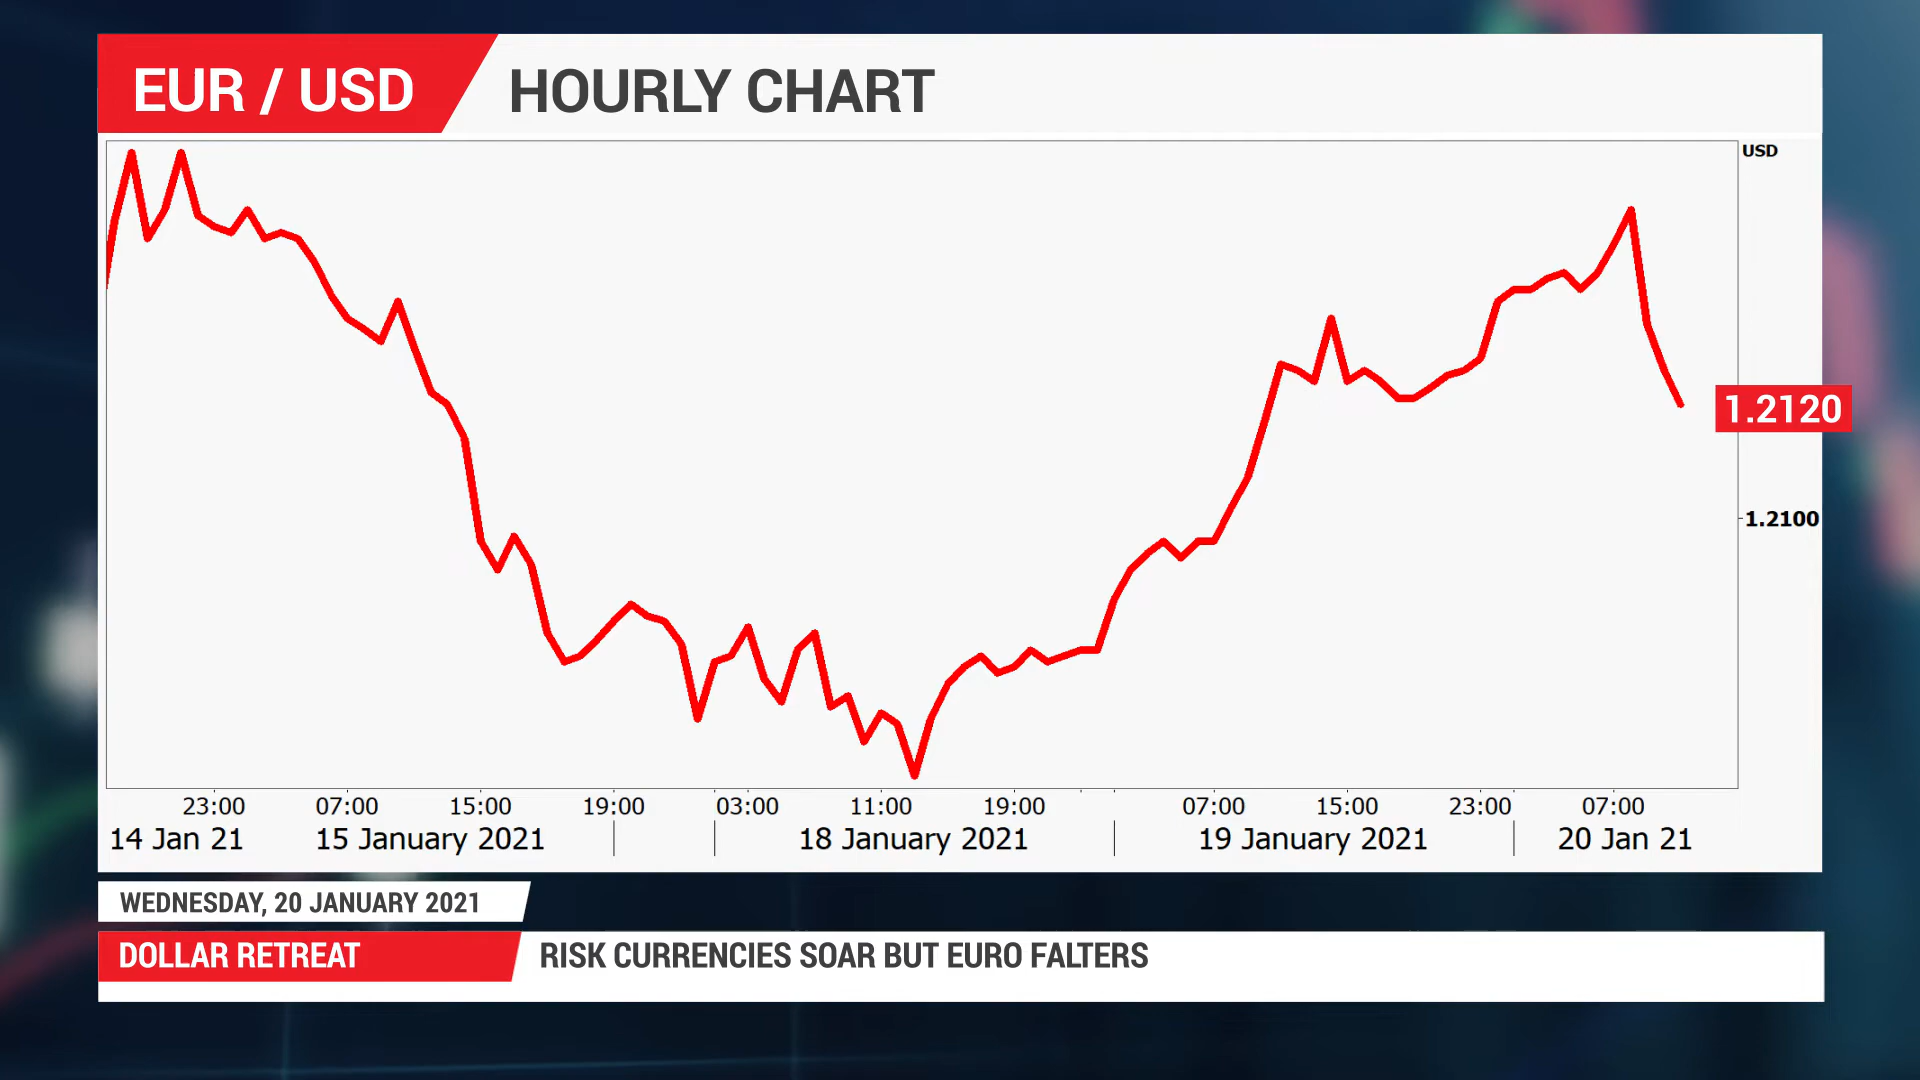 EUR / USD
HOURLY CHART
USD
1.2120
1.2100
23:00 07:00 15:00 19:00 03:00 11:00 19:00 07:00 15:00 23:00 07:00
14 Jan 21 15 January 2021 18 January 2021 19 January 2021 20 Jan 21
WEDNESDAY, 20 JANUARY 2021
DOLLAR RETREAT
RISK CURRENCIES SOAR BUT EURO FALTERS